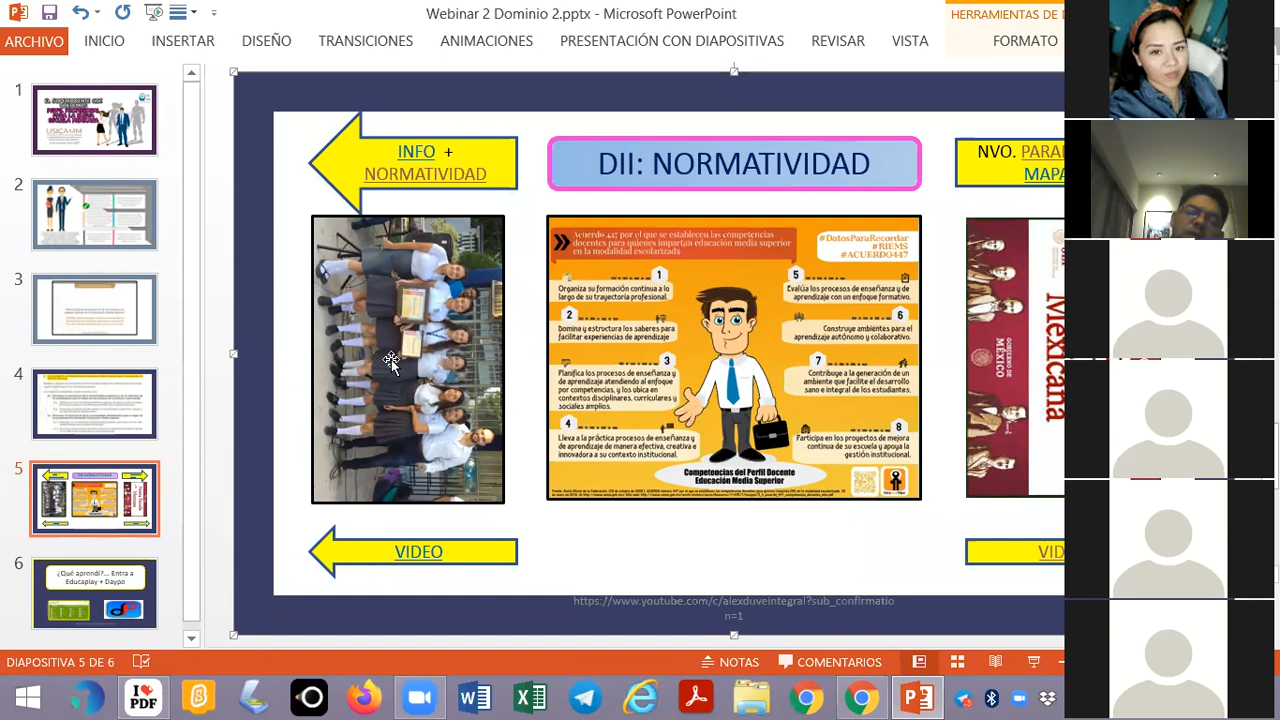 Webinar 2 Dominio 2.pptx - Microsoft PowerPoint
HERRAMIENTAS DE
ARCHIVO INICIO INSERTAR DISEÑO TRANSICIONES ANIMACIONES PRESENTACIÓN CON DIAPOSITIVAS REVISAR VISTA FORMATO
1
2
3
4
5
6
¿Qué aprendí?... Entra a
Educaplay + Daypo
INFO +
NORMATIVIDAD
DII: NORMATIVIDAD
NVO.
MAPA
Acuerdo 447 por el que se establecen las competencias
docentes para quienes impartan educación media superior
en la modalidad escolarizada
#DatosParaRecordar
#RIEMS
#ACUERDO447
1
Organiza su formación continua a lo
largo de su trayectoria profesional.
2
Domina y estructura los saberes para
facilitar experiencias de aprendizaje
3
Planifica los procesos de enseñanza y
de aprendizaje atendiendo al enfoque
por competencias, y los ubica en
contextos disciplinares, curriculares y
sociales amplios.
4
Lleva a la práctica procesos de enseñanza y
de aprendizaje de manera efectiva, creativa e
innovadora a su contexto institucional.
5
Evalúa los procesos de enseñanza y de
aprendizaje con un enfoque formativo.
6
Construye ambientes para el
aprendizaje autónomo y colaborativo.
7
Contribuye a la generación de un
ambiente que facilite el desarrollo
sano e integral de los estudiantes.
8
Participa en los proyectos de mejora
continua de su escuela y apoya la
gestión institucional.
Competencias del Perfil Docente
Educación Media Superior
GOBIERNO DE
MÉXICO
Mexicana
VIDEO
VID
https://www.youtube.com/c/alexduveintegral?sub_confirmatio
n=1
DIAPOSITIVA 5 DE 6
NOTAS
COMENTARIOS
I
PDF